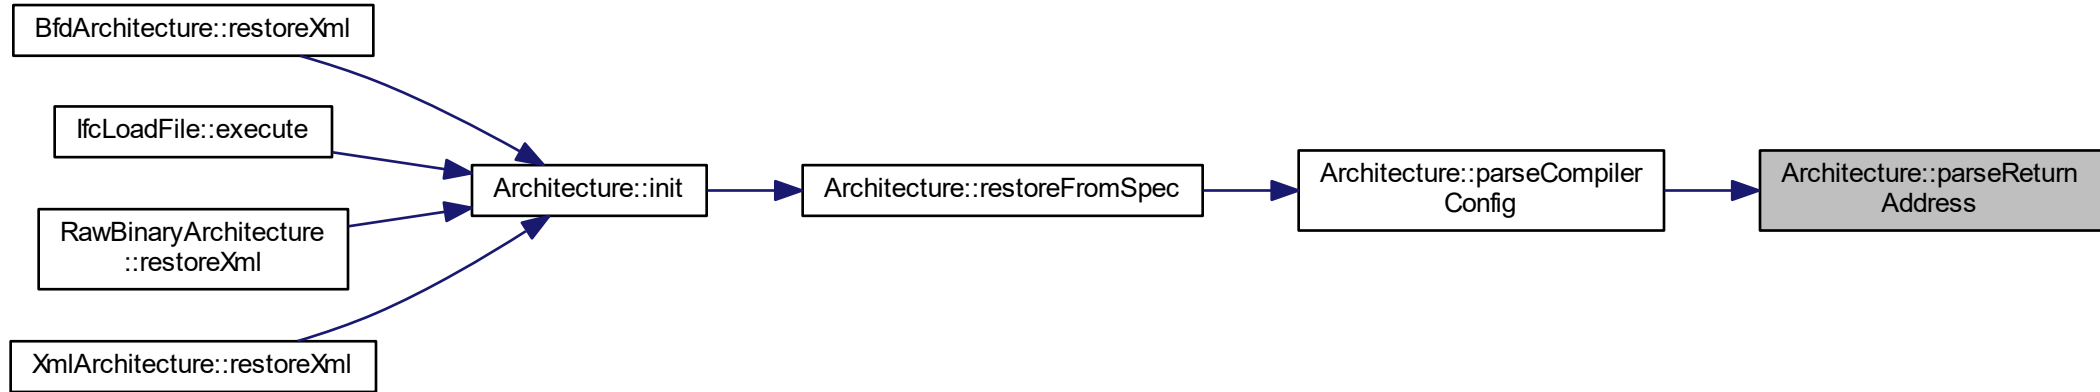 BfdArchitecture::restoreXml
IfcLoadFile::execute
RawBinaryArchitecture
::restoreXml
XmlArchitecture::restoreXml
Architecture::init
Architecture::restoreFromSpec
Architecture::parseCompiler
Config
Architecture::parseReturn
Address